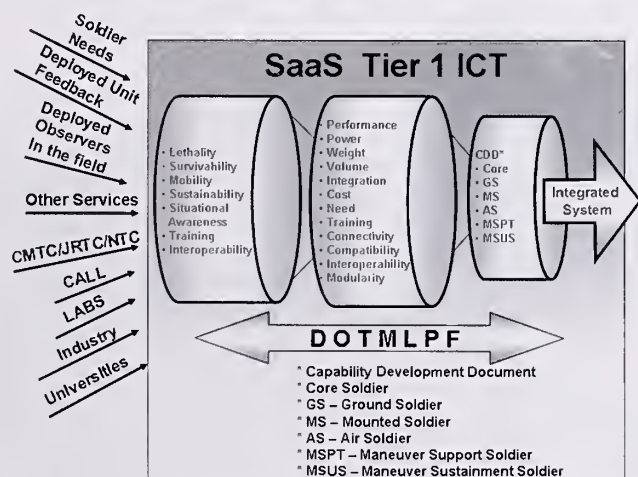 Soldier
Needs
Deployed Unit
Feedback
Deployed
Observers
In the field
Other Services
CMTC/JRTC/NTC
CALL
LABS
Industry
Universities
SaaS Tier 1 ICT
• Lethality
• Survivability
• Mobility
• Sustainability
• Situational
Awareness
• Training
• Interoperability
• Performance
• Power
• Weight
• Volume
• Integration
• Cost
• Need
• Training
• Connectivity
• Compatibility
• Interoperability
• Modularity
CDD*
• Core
• GS
• MS
• AS
• MSPT
• MSUS
Integrated
System
DOTMLPF
* Capability Development Document
* Core Soldier
* GS – Ground Soldier
* MS – Mounted Soldier
* AS – Air Soldier
* MSPT – Maneuver Support Soldier
* MSUS – Maneuver Sustainment Soldier